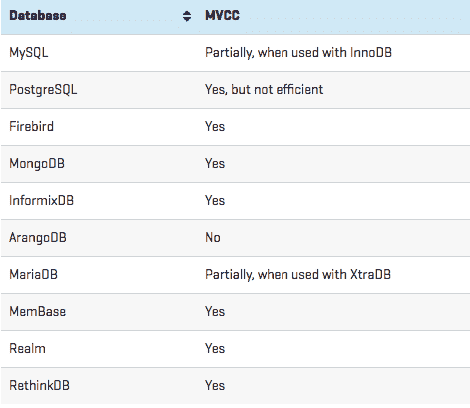 Database MVCC
MySQL Partially, when used with InnoDB
PostgreSQL Yes, but not efficient
Firebird Yes
MongoDB Yes
InformixDB Yes
ArangoDB No
MariaDB Partially, when used with XtraDB
MemBase Yes
Realm Yes
RethinkDB Yes